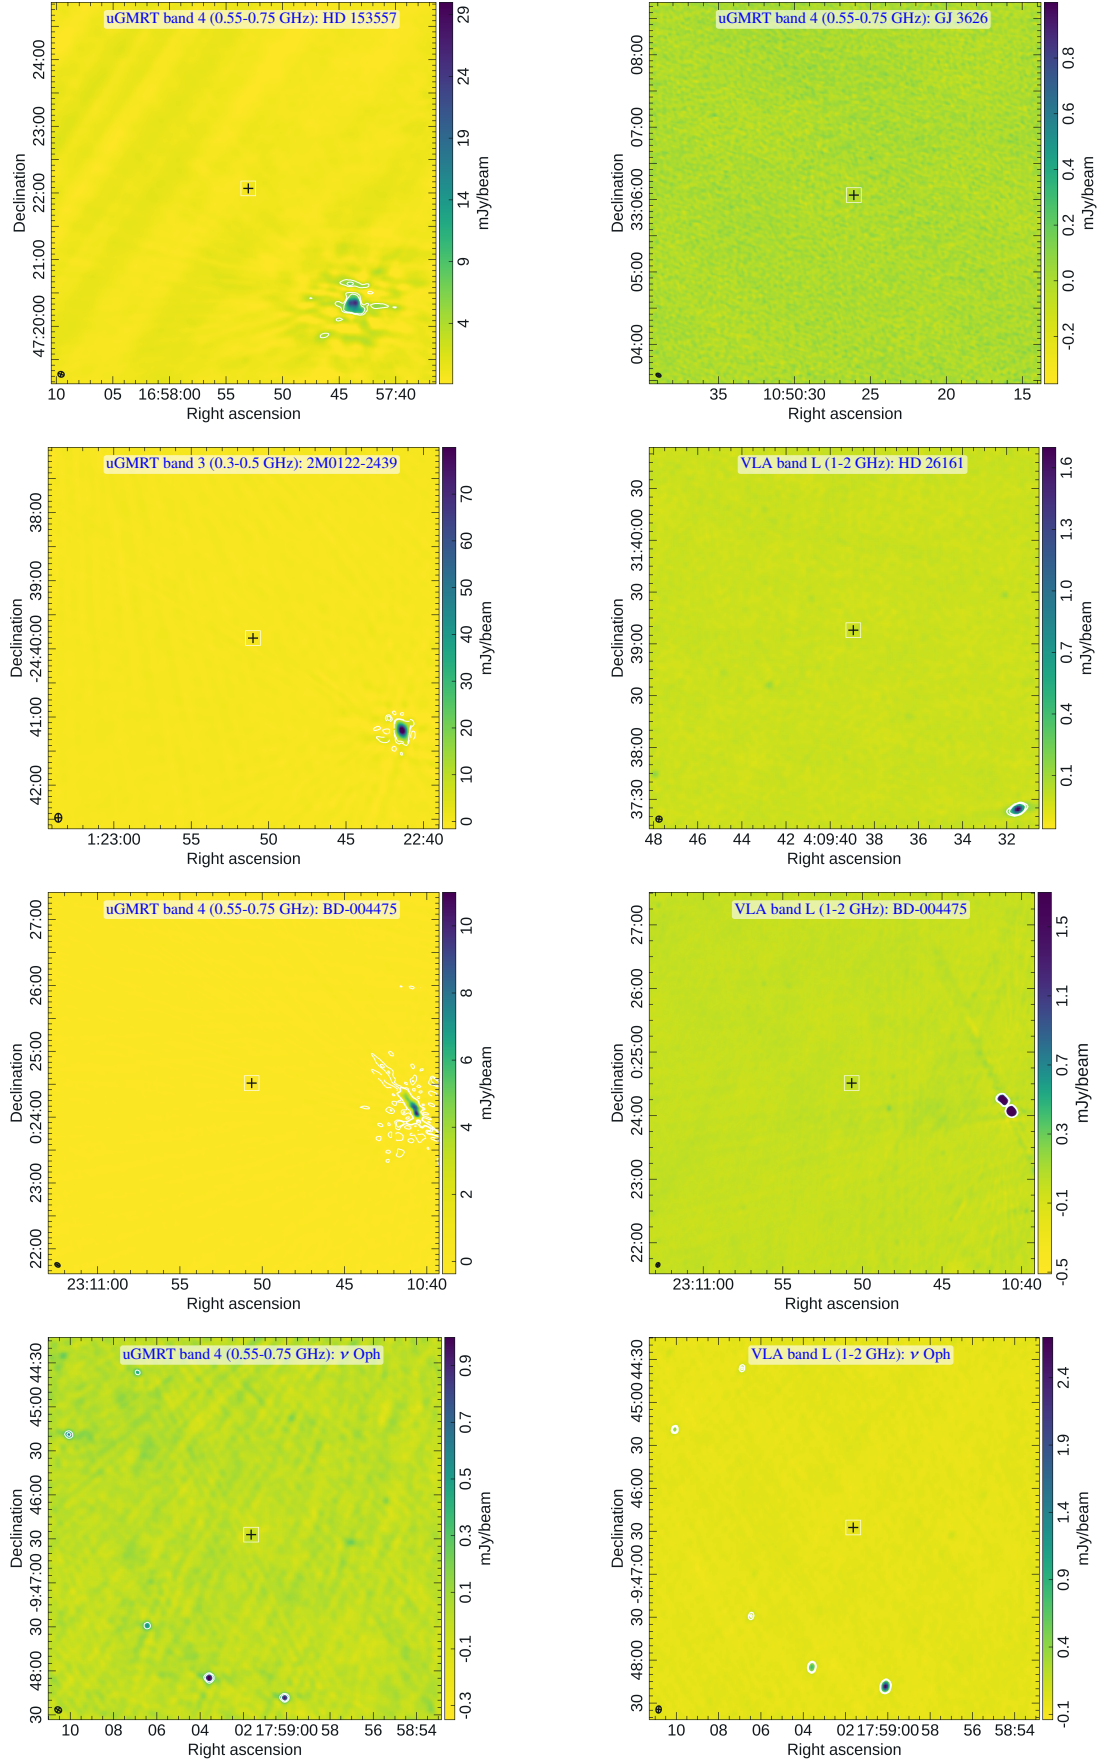 uGMRT band 4 (0.55-0.75 GHz): HD 153557
24:00
23:00
22:00
21:00
47:20:00
Declination
10 05 16:58:00 55 50 45 57:40
Right ascension
29
24
19
14
9
4
mJy/beam
uGMRT band 4 (0.55-0.75 GHz): GJ 3626
08:00
07:00
33:06:00
05:00
04:00
Declination
35 10:50:30 25 20 15
Right ascension
0.8
0.6
0.4
0.2
0.0
-0.2
mJy/beam
uGMRT band 3 (0.3-0.5 GHz): 2M0122-2439
38:00
39:00
-24:40:00
41:00
42:00
Declination
1:23:00 55 50 45 22:40
Right ascension
70
60
50
40
30
20
10
0
mJy/beam
VLA band L (1-2 GHz): HD 26161
30
31:40:00
30
39:00
30
38:00
37:30
Declination
48 46 44 42 4:09:40 38 36 34 32
Right ascension
1.6
1.3
1.0
0.7
0.4
0.1
mJy/beam
uGMRT band 4 (0.55-0.75 GHz): BD-004475
27:00
26:00
25:00
0:24:00
23:00
22:00
Declination
23:11:00 55 50 45 10:40
Right ascension
10
8
6
4
2
0
mJy/beam
VLA band L (1-2 GHz): BD-004475
27:00
26:00
0:25:00
24:00
23:00
22:00
Declination
23:11:00 55 50 45 10:40
Right ascension
1.5
1.1
0.7
0.3
-0.1
-0.5
mJy/beam
uGMRT band 4 (0.55-0.75 GHz): ν Oph
44:30
45:00
30
46:00
30
-9:47:00
30
48:00
30
Declination
10 08 06 04 02 17:59:00 58 56 58:54
Right ascension
0.9
0.7
0.5
0.3
0.1
-0.1
-0.3
mJy/beam
VLA band L (1-2 GHz): ν Oph
44:30
45:00
30
46:00
30
-9:47:00
30
48:00
30
Declination
10 08 06 04 02 17:59:00 58 56 58:54
Right ascension
2.4
1.9
1.4
0.9
0.4
-0.1
mJy/beam